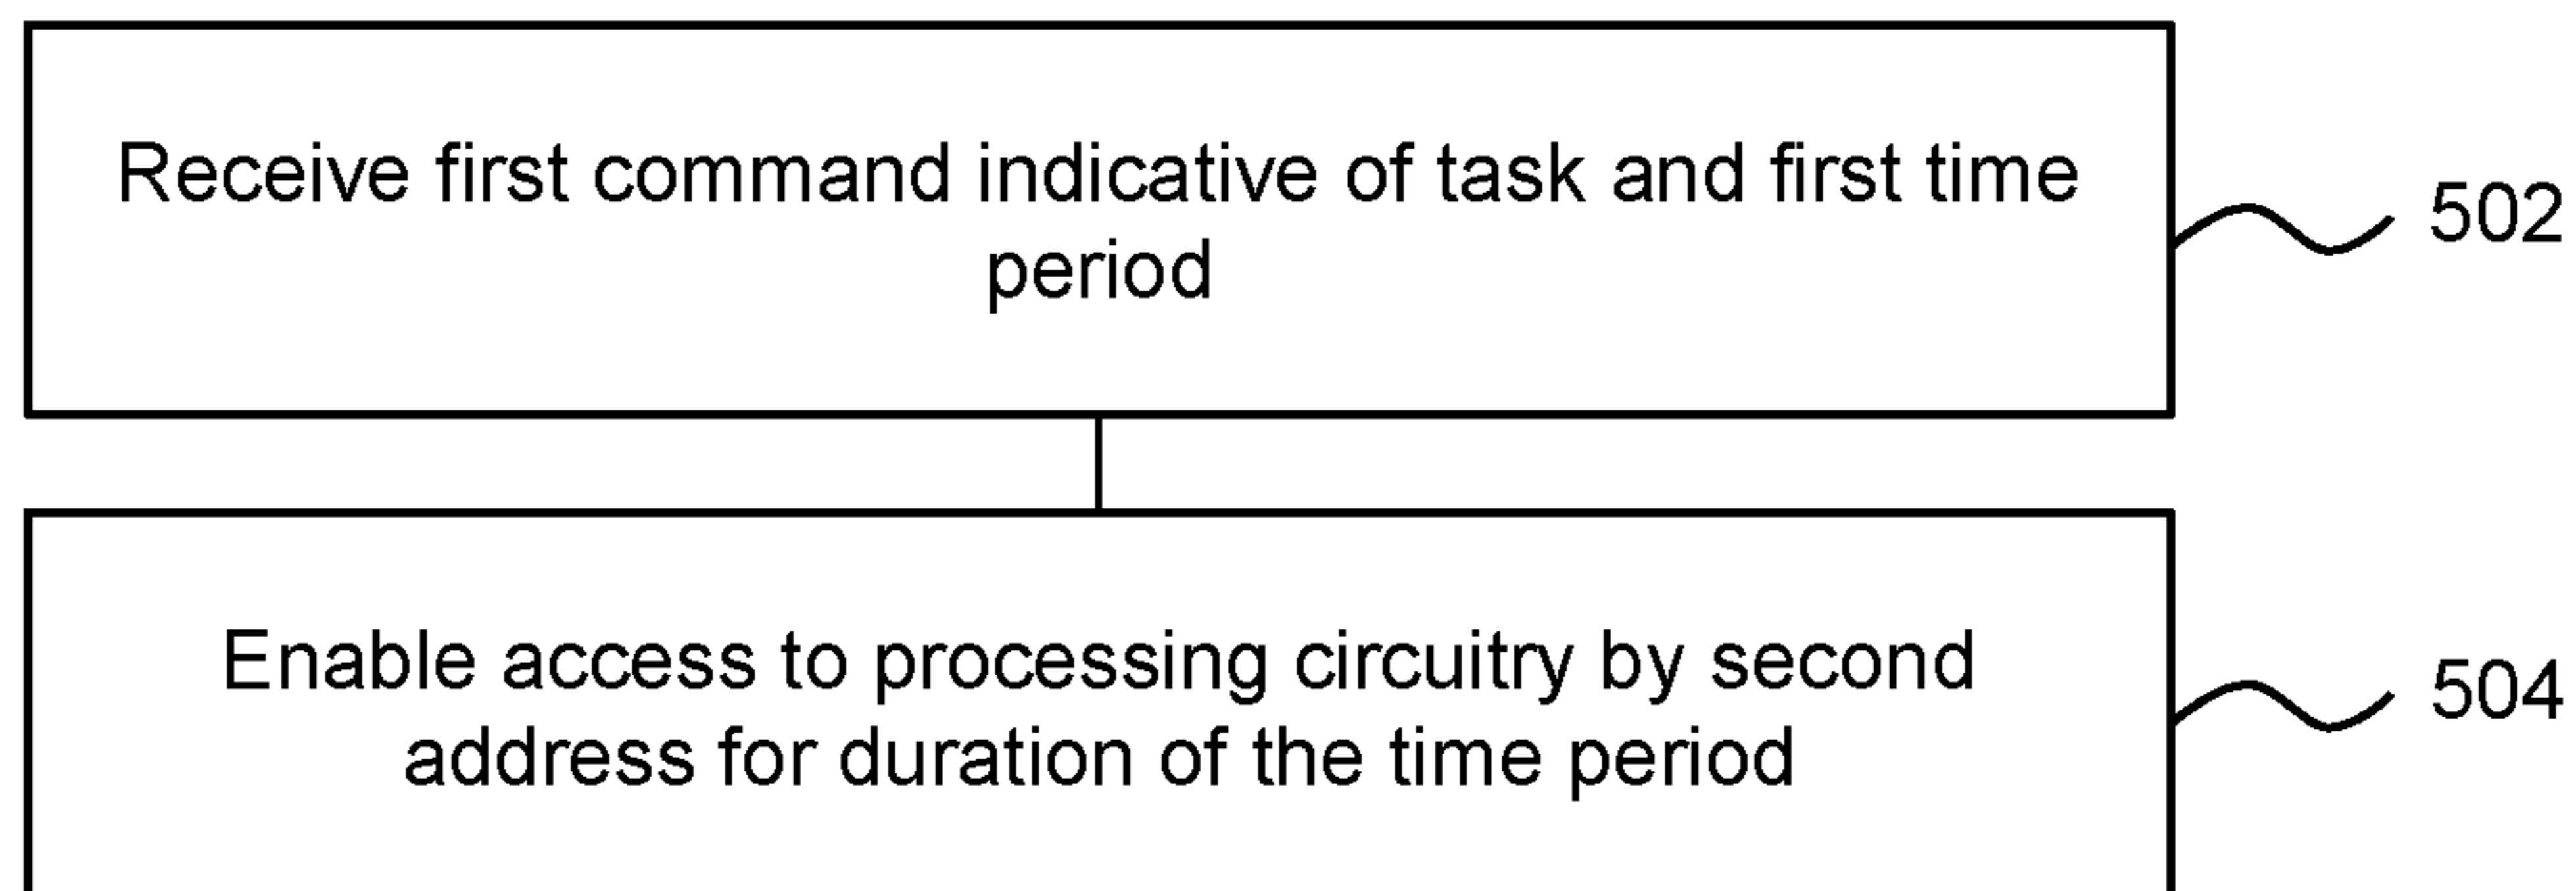 Receive first command indicative of task and first time
period
502
Enable access to processing circuitry by second
address for duration of the time period
504